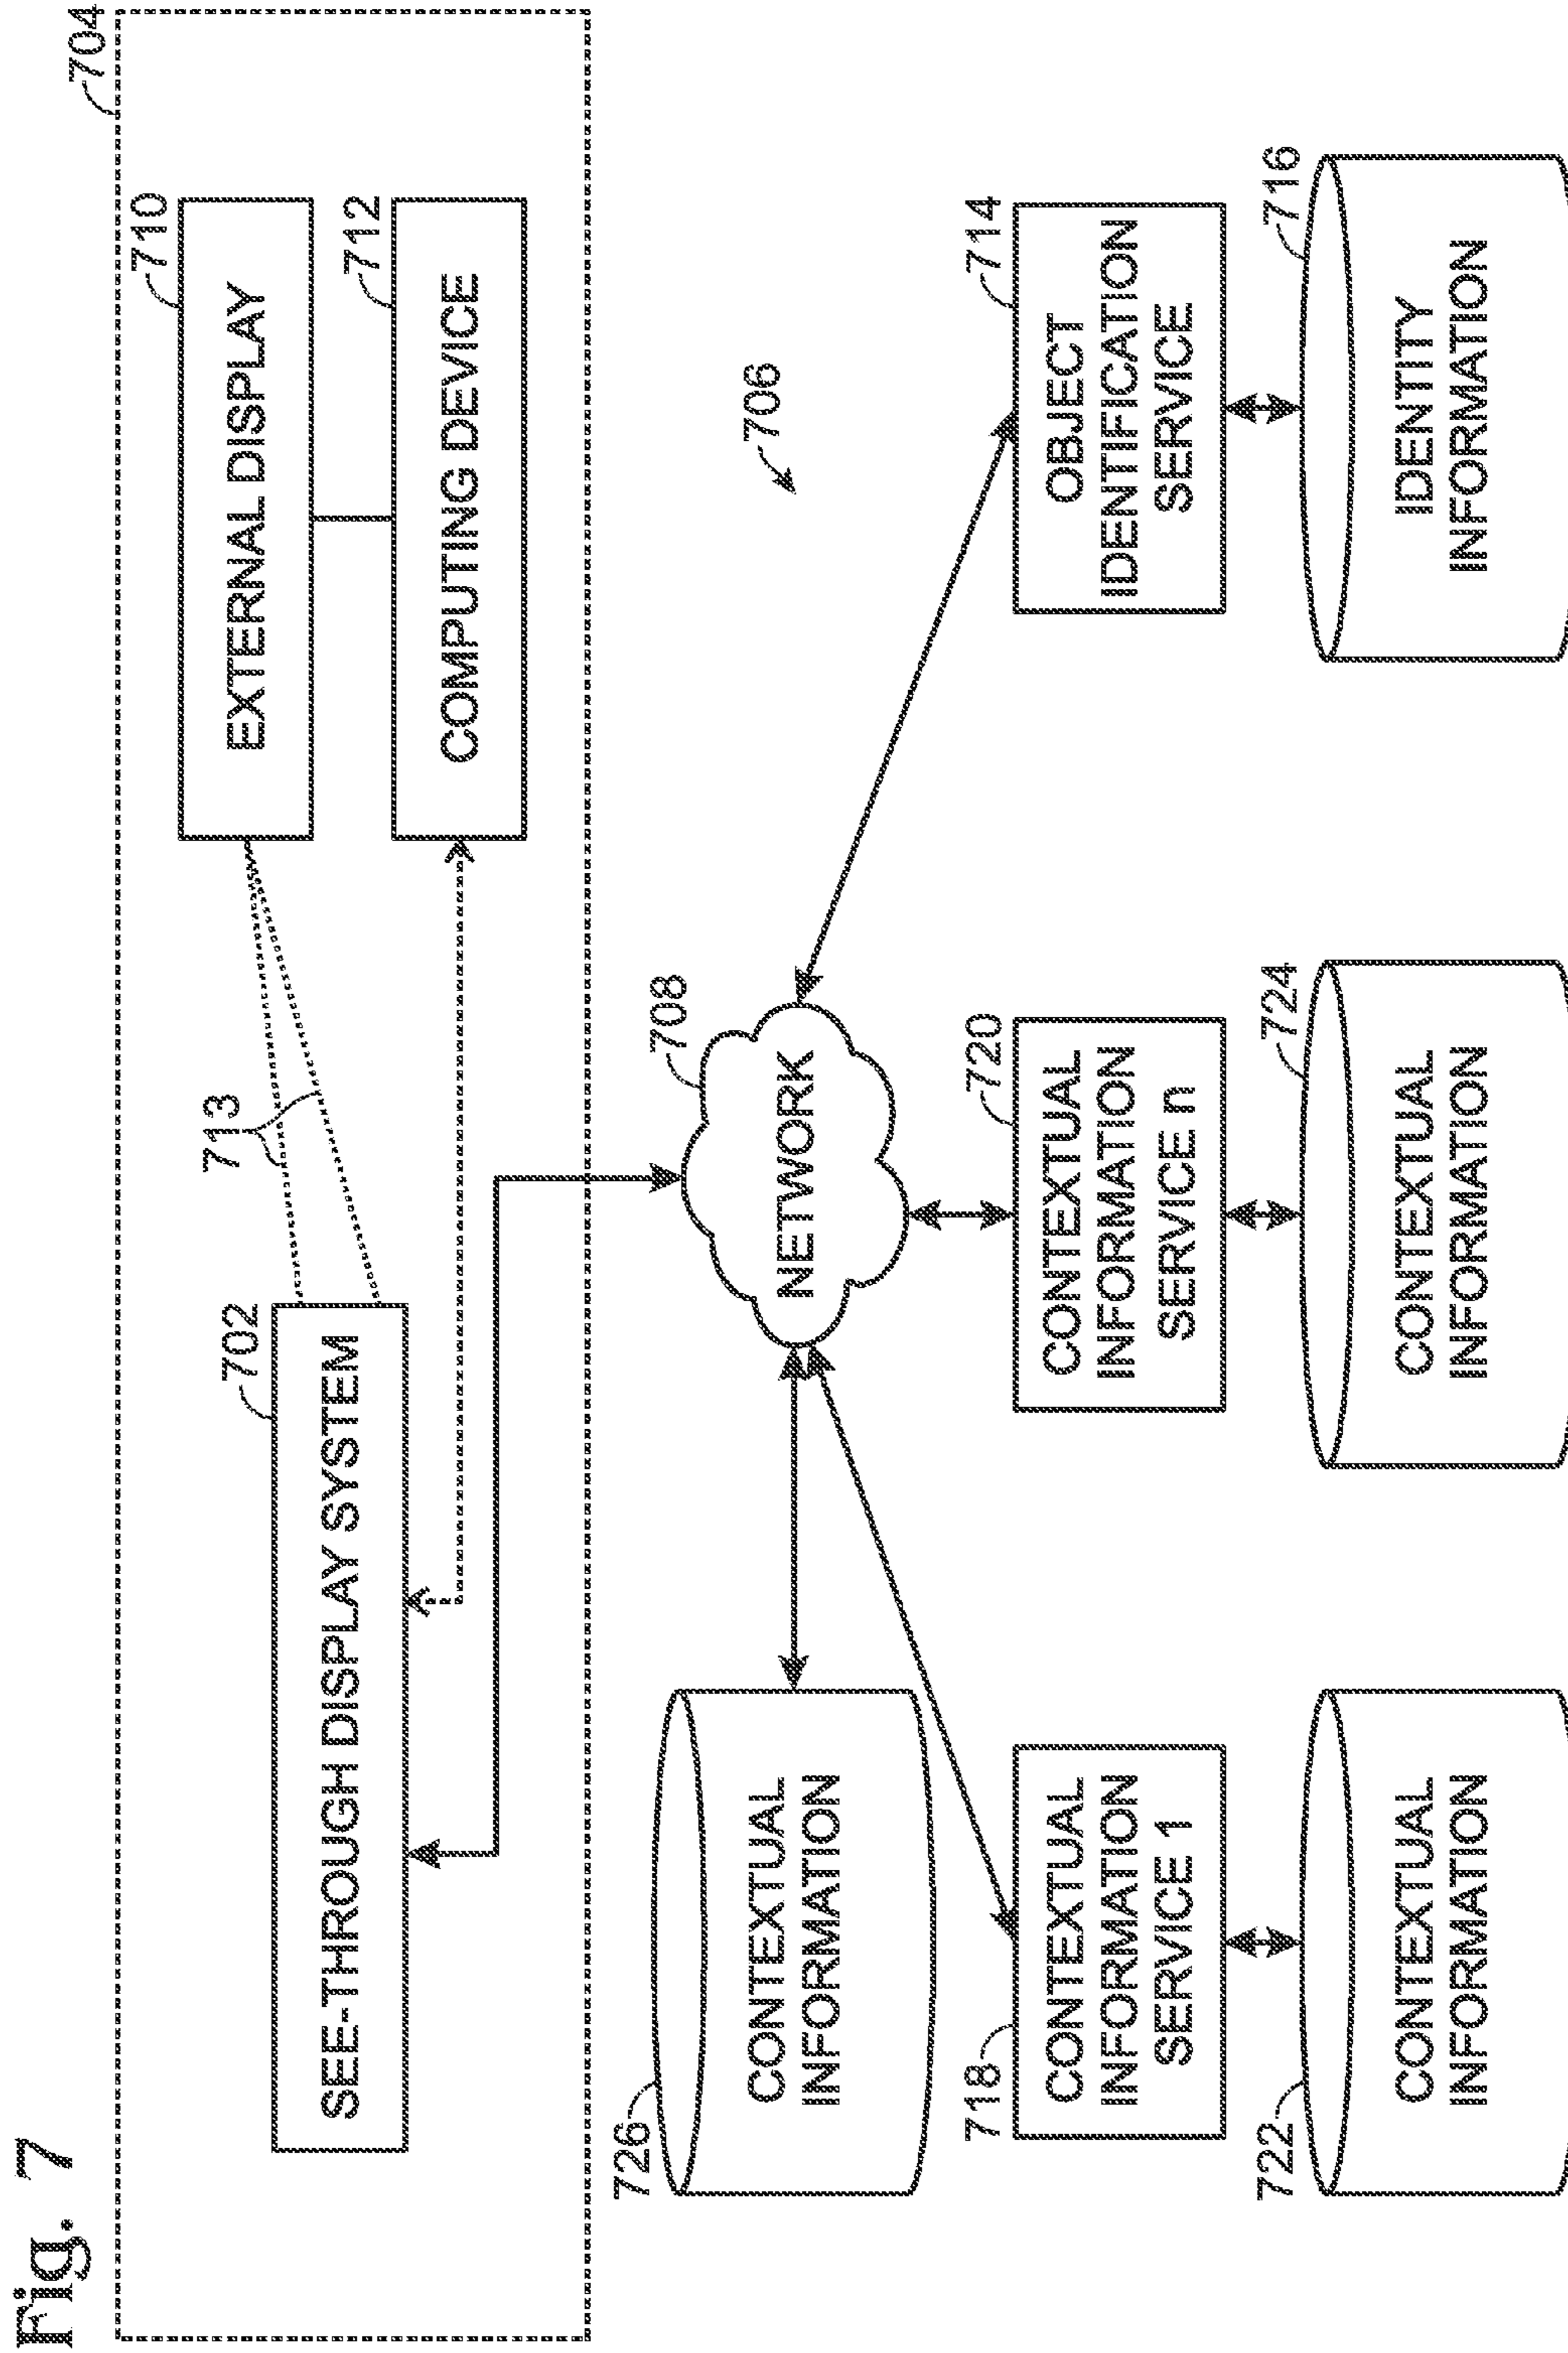 Fig. 7
704
702
SEE-THROUGH DISPLAY SYSTEM
713
710
EXTERNAL DISPLAY
712
COMPUTING DEVICE
726
CONTEXTUAL
INFORMATION
708
NETWORK
706
718
CONTEXTUAL
INFORMATION
SERVICE 1
720
CONTEXTUAL
INFORMATION
SERVICE n
714
OBJECT
IDENTIFICATION
SERVICE
722
CONTEXTUAL
INFORMATION
724
CONTEXTUAL
INFORMATION
716
IDENTITY
INFORMATION